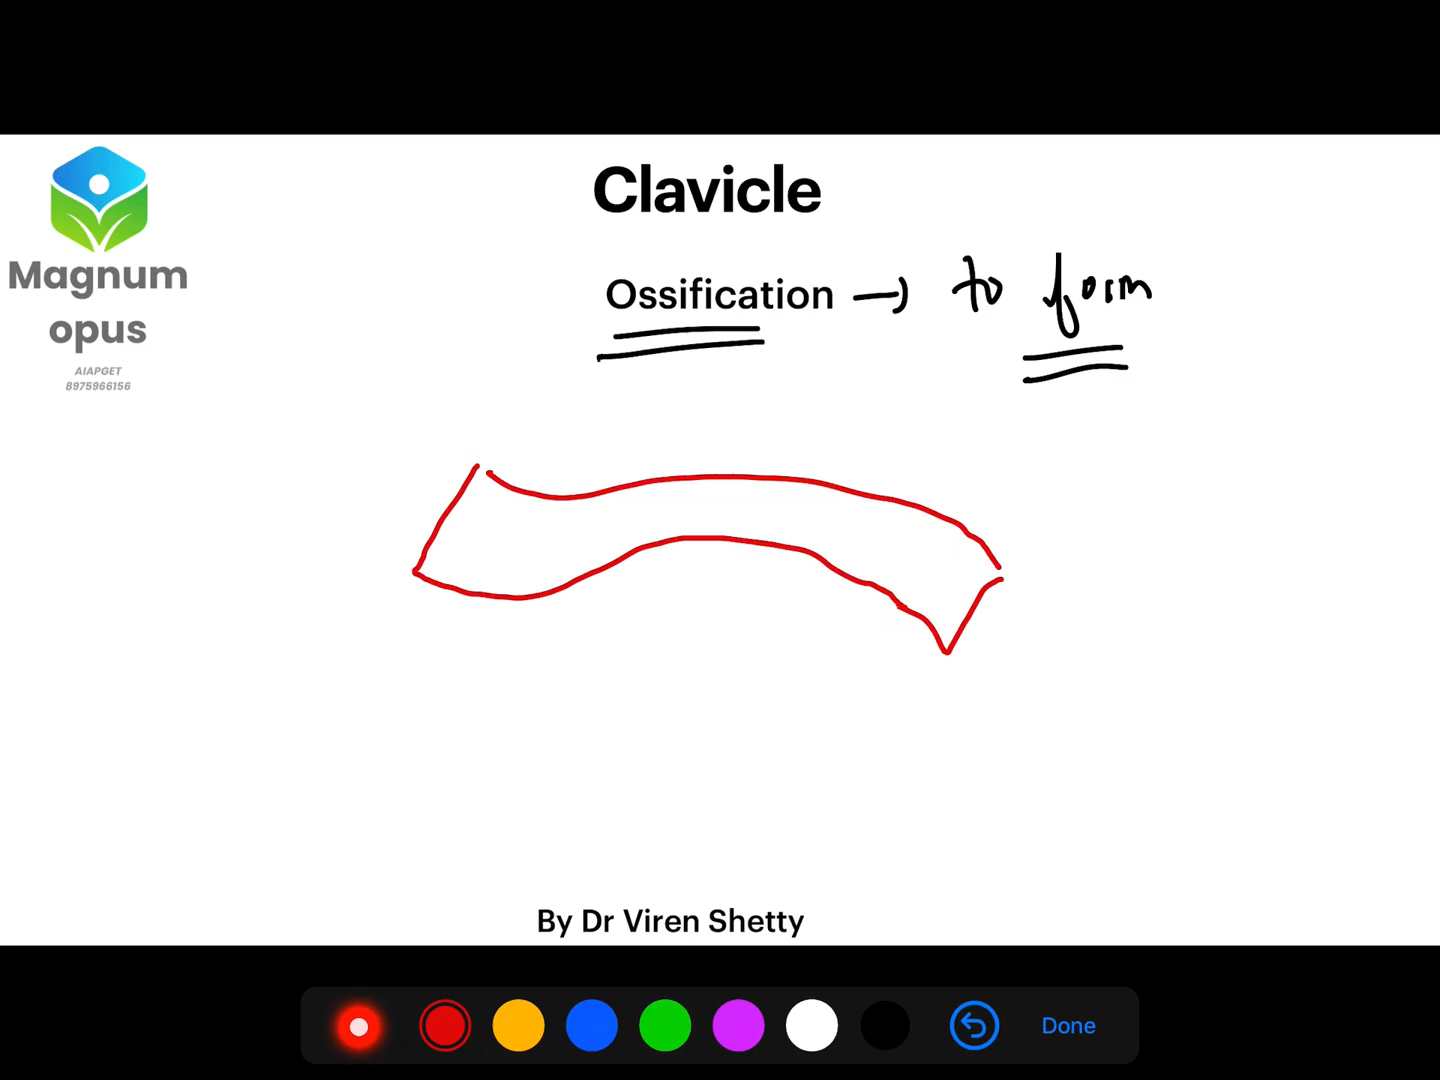 Clavicle
Magnum
opus
AIAPGET
8975966156
Ossification → to form
By Dr Viren Shetty
Done